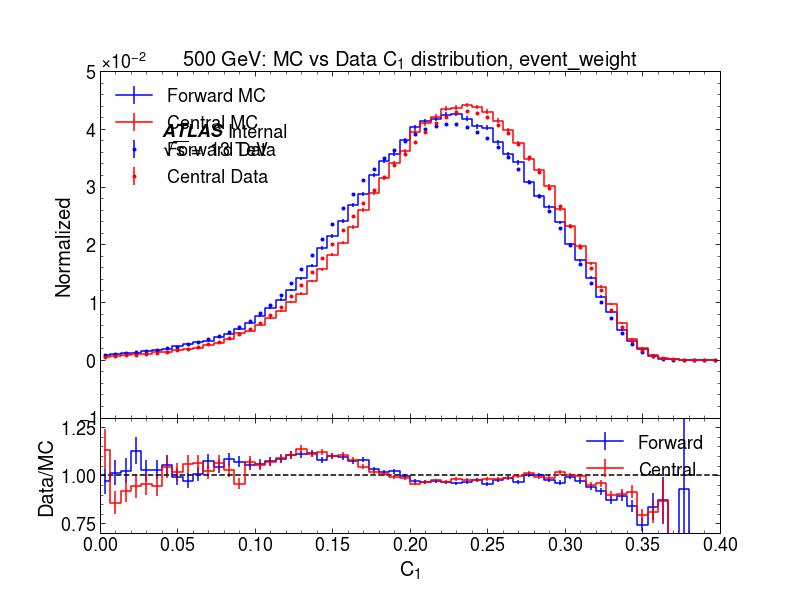 ×10⁻² 500 GeV: MC vs Data C₁ distribution, event_weight
5
Forward MC
Central MC
ATLAS Internal
4
√s = 13 TeV
Forward Data
Central Data
3
Normalized
2
1
0
−1
1.25
Forward
Data/MC
1.00
Central
0.75
0.00 0.05 0.10 0.15 0.20 0.25 0.30 0.35 0.40
C₁